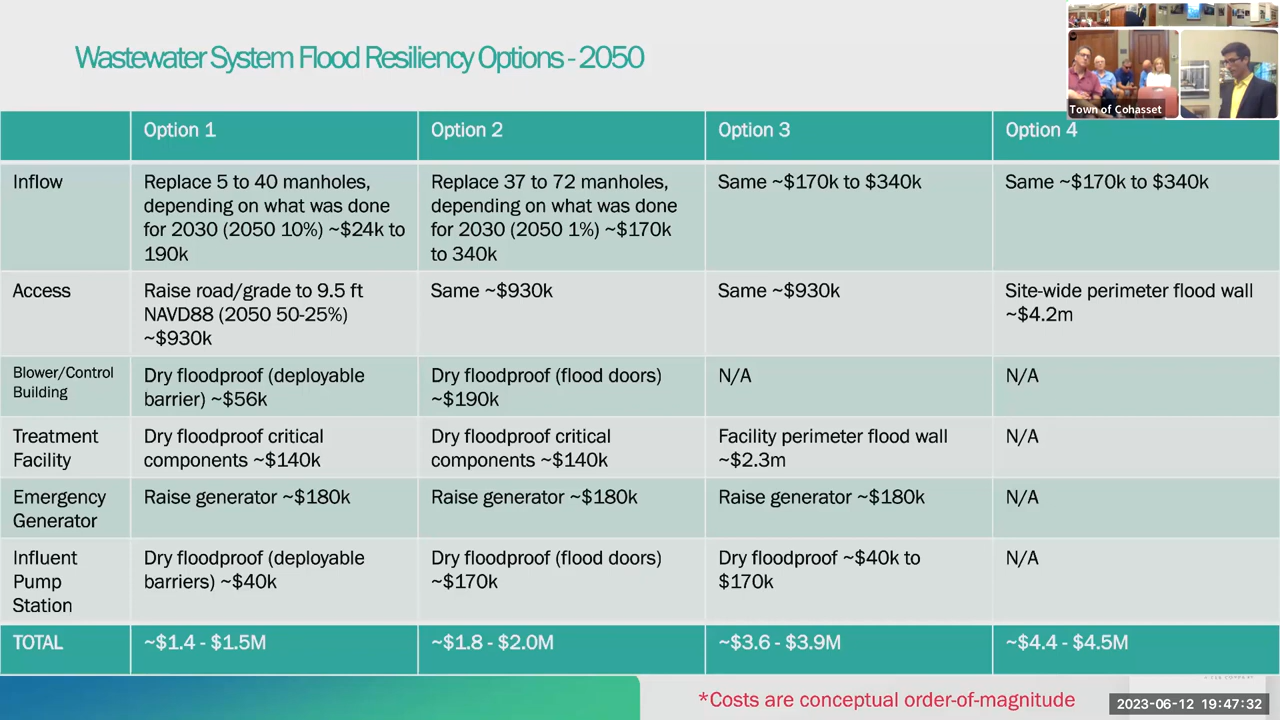 Wastewater System Flood Resiliency Options - 2050
Town of Cohasset
Option 1
Option 2
Option 3
Option 4
Inflow
Replace 5 to 40 manholes,
depending on what was done
for 2030 (2050 10%) ~$24k to
190k
Replace 37 to 72 manholes,
depending on what was done
for 2030 (2050 1%) ~$170k
to 340k
Same ~$170k to $340k
Same ~$170k to $340k
Access
Raise road/grade to 9.5 ft
NAVD88 (2050 50-25%)
~$930k
Same ~$930k
Same ~$930k
Site-wide perimeter flood wall
~$4.2m
Blower/Control
Building
Dry floodproof (deployable
barrier) ~$56k
Dry floodproof (flood doors)
~$190k
N/A
N/A
Treatment
Facility
Dry floodproof critical
components ~$140k
Dry floodproof critical
components ~$140k
Facility perimeter flood wall
~$2.3m
N/A
Emergency
Generator
Raise generator ~$180k
Raise generator ~$180k
Raise generator ~$180k
N/A
Influent
Pump
Station
Dry floodproof (deployable
barriers) ~$40k
Dry floodproof (flood doors)
~$170k
Dry floodproof ~$40k to
$170k
N/A
TOTAL
~$1.4 - $1.5M
~$1.8 - $2.0M
~$3.6 - $3.9M
~$4.4 - $4.5M
*Costs are conceptual order-of-magnitude
2023-06-12 19:47:32